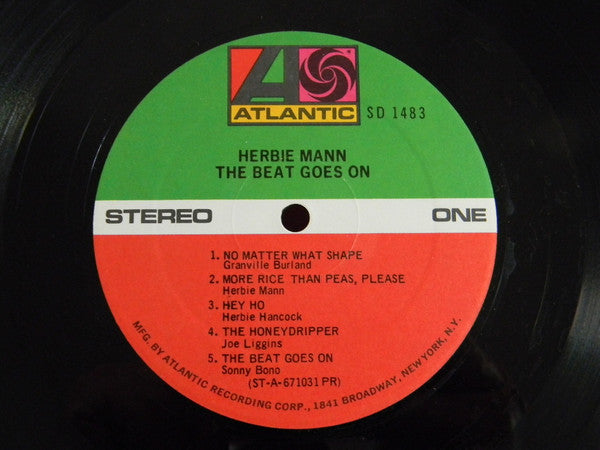 ATLANTIC SD 1483
HERBIE MANN
THE BEAT GOES ON
STEREO ONE
1. NO MATTER WHAT SHAPE
Granville Burland
2. MORE RICE THAN PEAS, PLEASE
Herbie Mann
3. HEY HO
Herbie Hancock
4. THE HONEYDRIPPER
Joe Liggins
5. THE BEAT GOES ON
Sonny Bono
(ST-A-671031 PR)
MFG. BY ATLANTIC RECORDING CORP., 1841 BROADWAY, NEW YORK, N.Y.